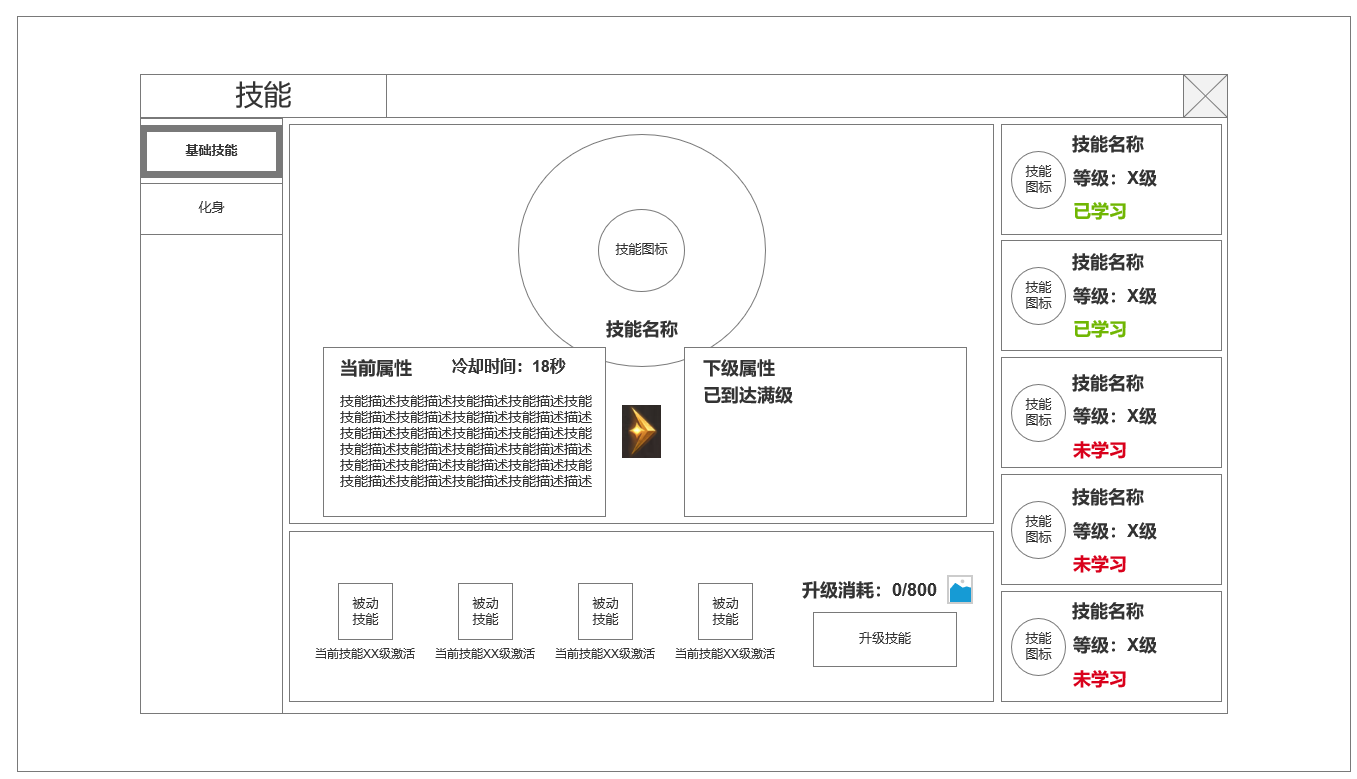 技能
基础技能
化身
技能图标
技能名称
当前属性
冷却时间：18秒
技能描述技能描述技能描述技能描述技能
技能描述技能描述技能描述技能描述描述
技能描述技能描述技能描述技能描述技能
技能描述技能描述技能描述技能描述描述
技能描述技能描述技能描述技能描述技能
技能描述技能描述技能描述技能描述描述
下级属性
已到达满级
被动
技能
当前技能XX级激活
被动
技能
当前技能XX级激活
被动
技能
当前技能XX级激活
被动
技能
当前技能XX级激活
升级消耗：0/800
升级技能
技能
图标
技能名称
等级：X级
已学习
技能
图标
技能名称
等级：X级
已学习
技能
图标
技能名称
等级：X级
未学习
技能
图标
技能名称
等级：X级
未学习
技能
图标
技能名称
等级：X级
未学习